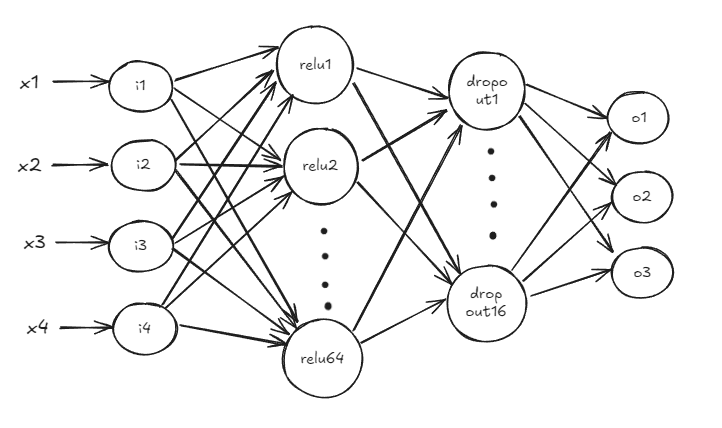 x1
i1
relu1
dropo
ut1
o1
x2
i2
relu2
o2
x3
i3
o3
x4
i4
relu64
drop
out16